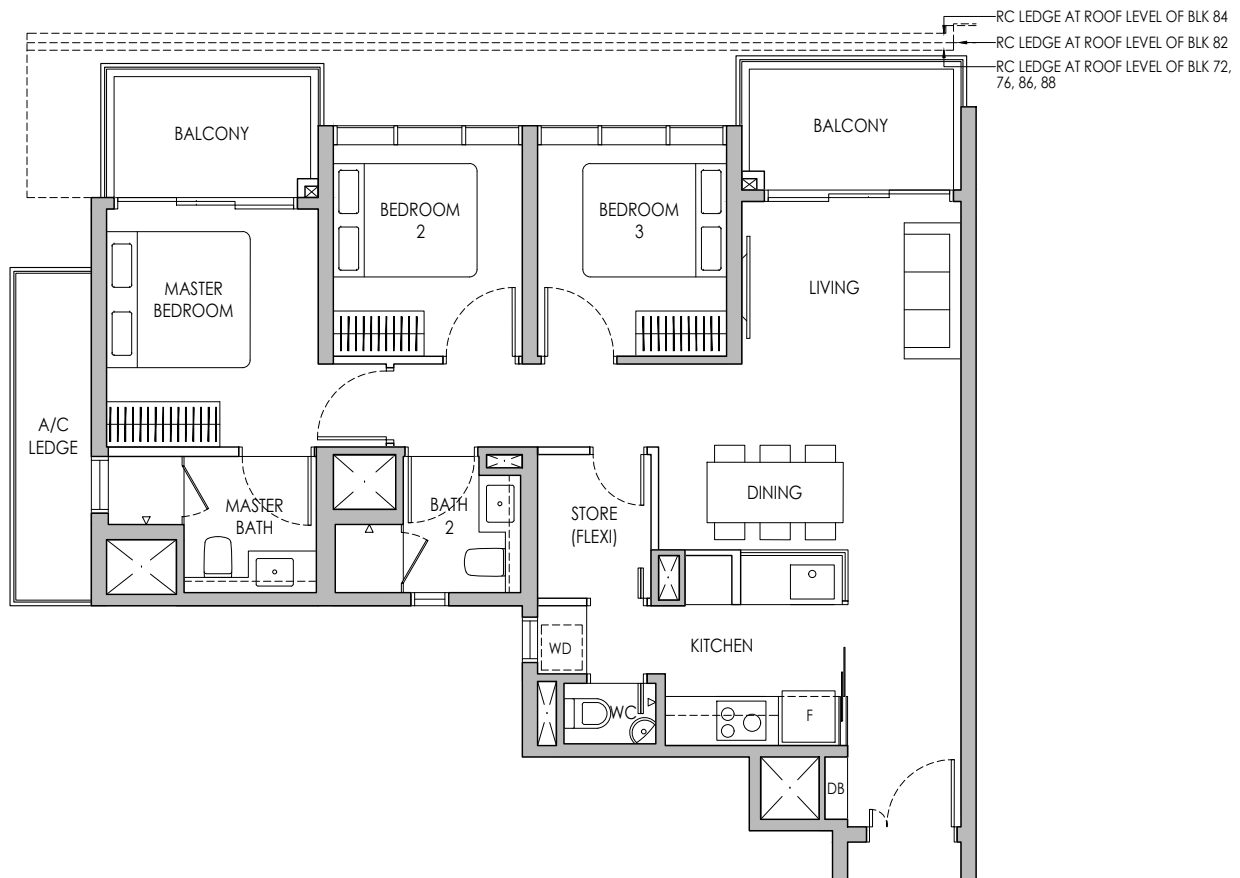 RC LEDGE AT ROOF LEVEL OF BLK 84
RC LEDGE AT ROOF LEVEL OF BLK 82
RC LEDGE AT ROOF LEVEL OF BLK 72,
76, 86, 88
BALCONY
BALCONY
BEDROOM
2
BEDROOM
3
MASTER
BEDROOM
LIVING
A/C
LEDGE
MASTER
BATH
BATH
2
STORE
(FLEXI)
DINING
WD
KITCHEN
WC
F
DB